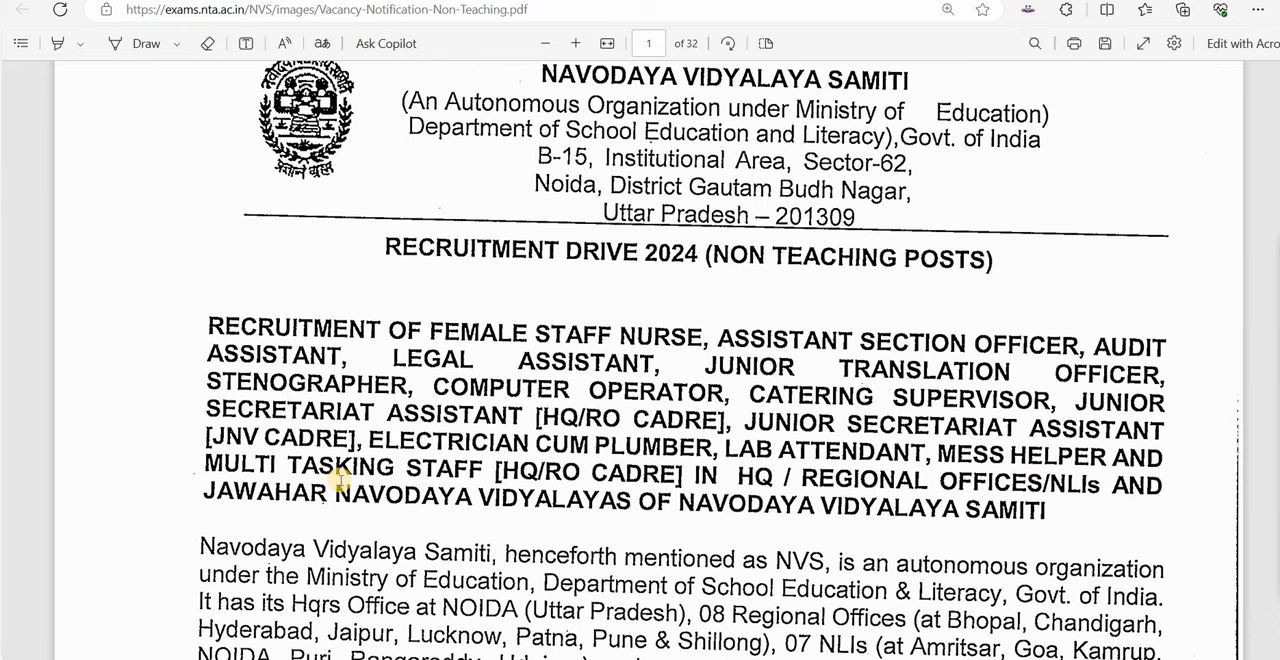 https://exams.nta.ac.in/NVS/images/Vacancy-Notification-Non-Teaching.pdf
Draw
Ask Copilot
1 of 32
Edit with Acro
NAVODAYA VIDYALAYA SAMITI
(An Autonomous Organization under Ministry of Education)
Department of School Education and Literacy),Govt. of India
B-15, Institutional Area, Sector-62,
Noida, District Gautam Budh Nagar,
Uttar Pradesh – 201309
RECRUITMENT DRIVE 2024 (NON TEACHING POSTS)
RECRUITMENT OF FEMALE STAFF NURSE, ASSISTANT SECTION OFFICER, AUDIT
ASSISTANT, LEGAL ASSISTANT, JUNIOR TRANSLATION OFFICER,
STENOGRAPHER, COMPUTER OPERATOR, CATERING SUPERVISOR, JUNIOR
SECRETARIAT ASSISTANT [HQ/RO CADRE], JUNIOR SECRETARIAT ASSISTANT
[JNV CADRE], ELECTRICIAN CUM PLUMBER, LAB ATTENDANT, MESS HELPER AND
MULTI TASKING STAFF [HQ/RO CADRE] IN HQ / REGIONAL OFFICES/NLIs AND
JAWAHAR NAVODAYA VIDYALAYAS OF NAVODAYA VIDYALAYA SAMITI
Navodaya Vidyalaya Samiti, henceforth mentioned as NVS, is an autonomous organization
under the Ministry of Education, Department of School Education & Literacy, Govt. of India.
It has its Hqrs Office at NOIDA (Uttar Pradesh), 08 Regional Offices (at Bhopal, Chandigarh,
Hyderabad, Jaipur, Lucknow, Patna, Pune & Shillong), 07 NLIs (at Amritsar, Goa, Kamrup,
NOIDA, Puri, Rangareddy